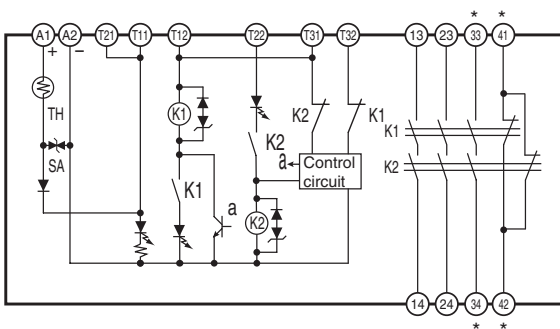 * *
A1 A2 T21 T11 T12 T22 T31 T32 13 23 33 41
+ −
K1 K2 K1
TH K2 K1
SA a Control
circuit K2
K1 a K2
14 24 34 42
* *